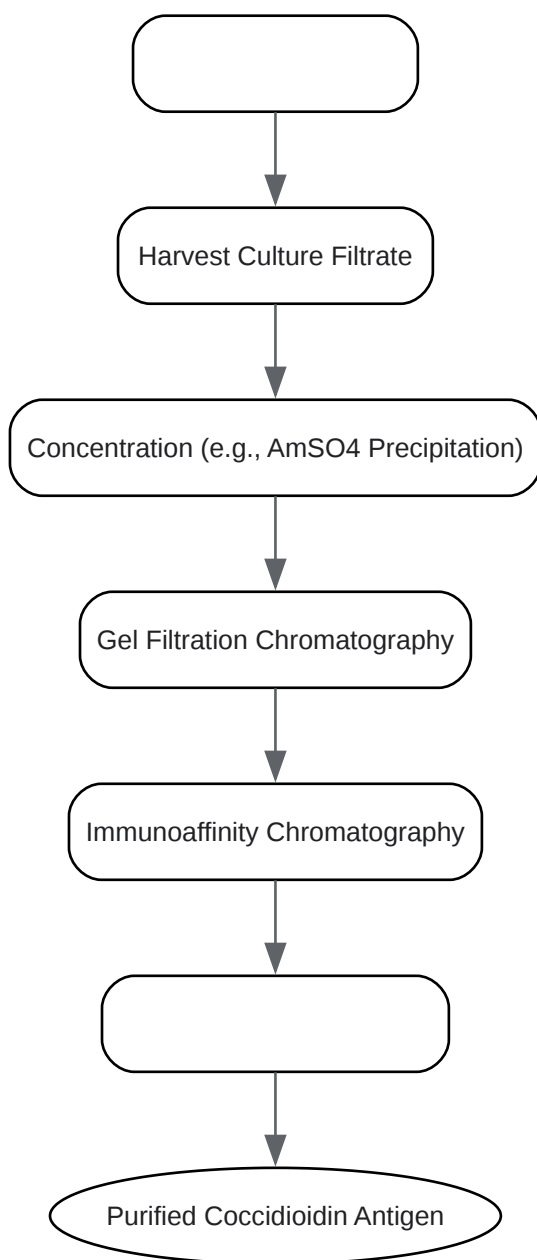 Harvest Culture Filtrate
Concentration (e.g., AmSO4 Precipitation)
Gel Filtration Chromatography
Immunoaffinity Chromatography
Purified Coccidioidin Antigen